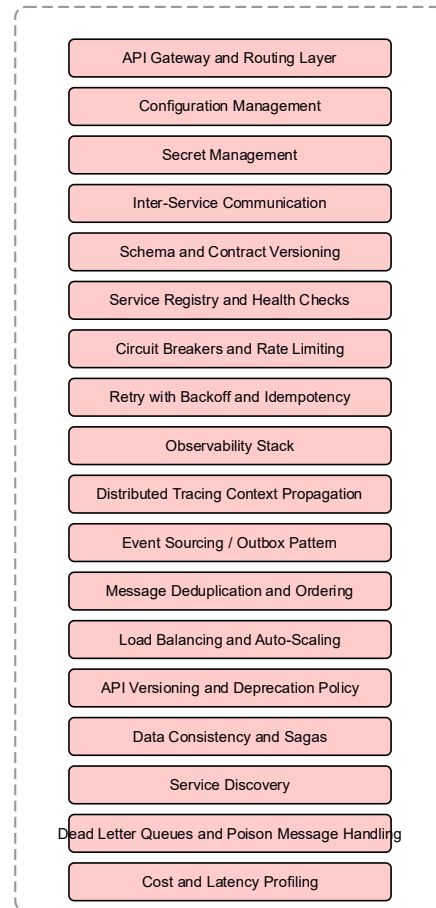 API Gateway and Routing Layer
Configuration Management
Secret Management
Inter-Service Communication
Schema and Contract Versioning
Service Registry and Health Checks
Circuit Breakers and Rate Limiting
Retry with Backoff and Idempotency
Observability Stack
Distributed Tracing Context Propagation
Event Sourcing / Outbox Pattern
Message Deduplication and Ordering
Load Balancing and Auto-Scaling
API Versioning and Deprecation Policy
Data Consistency and Sagas
Service Discovery
Dead Letter Queues and Poison Message Handling
Cost and Latency Profiling